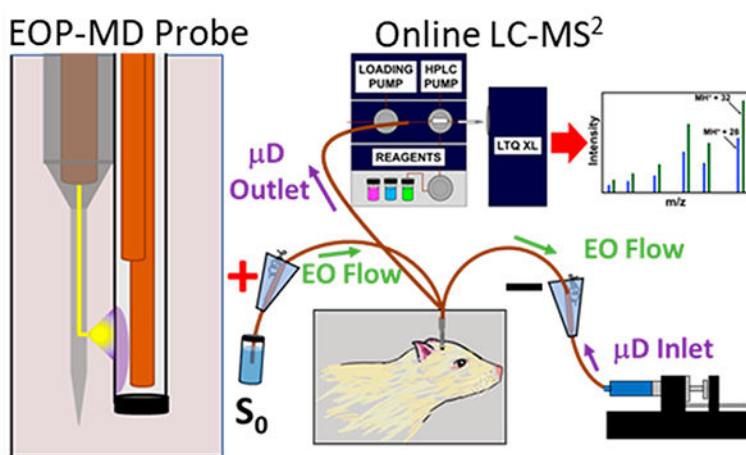 EOP-MD Probe
Online LC-MS²
LOADING PUMP
HPLC PUMP
REAGENTS
LTQ XL
Intensity
MH⁺ + 32
MH⁺ + 28
m/z
μD
Outlet
+
EO Flow
S₀
EO Flow
μD Inlet